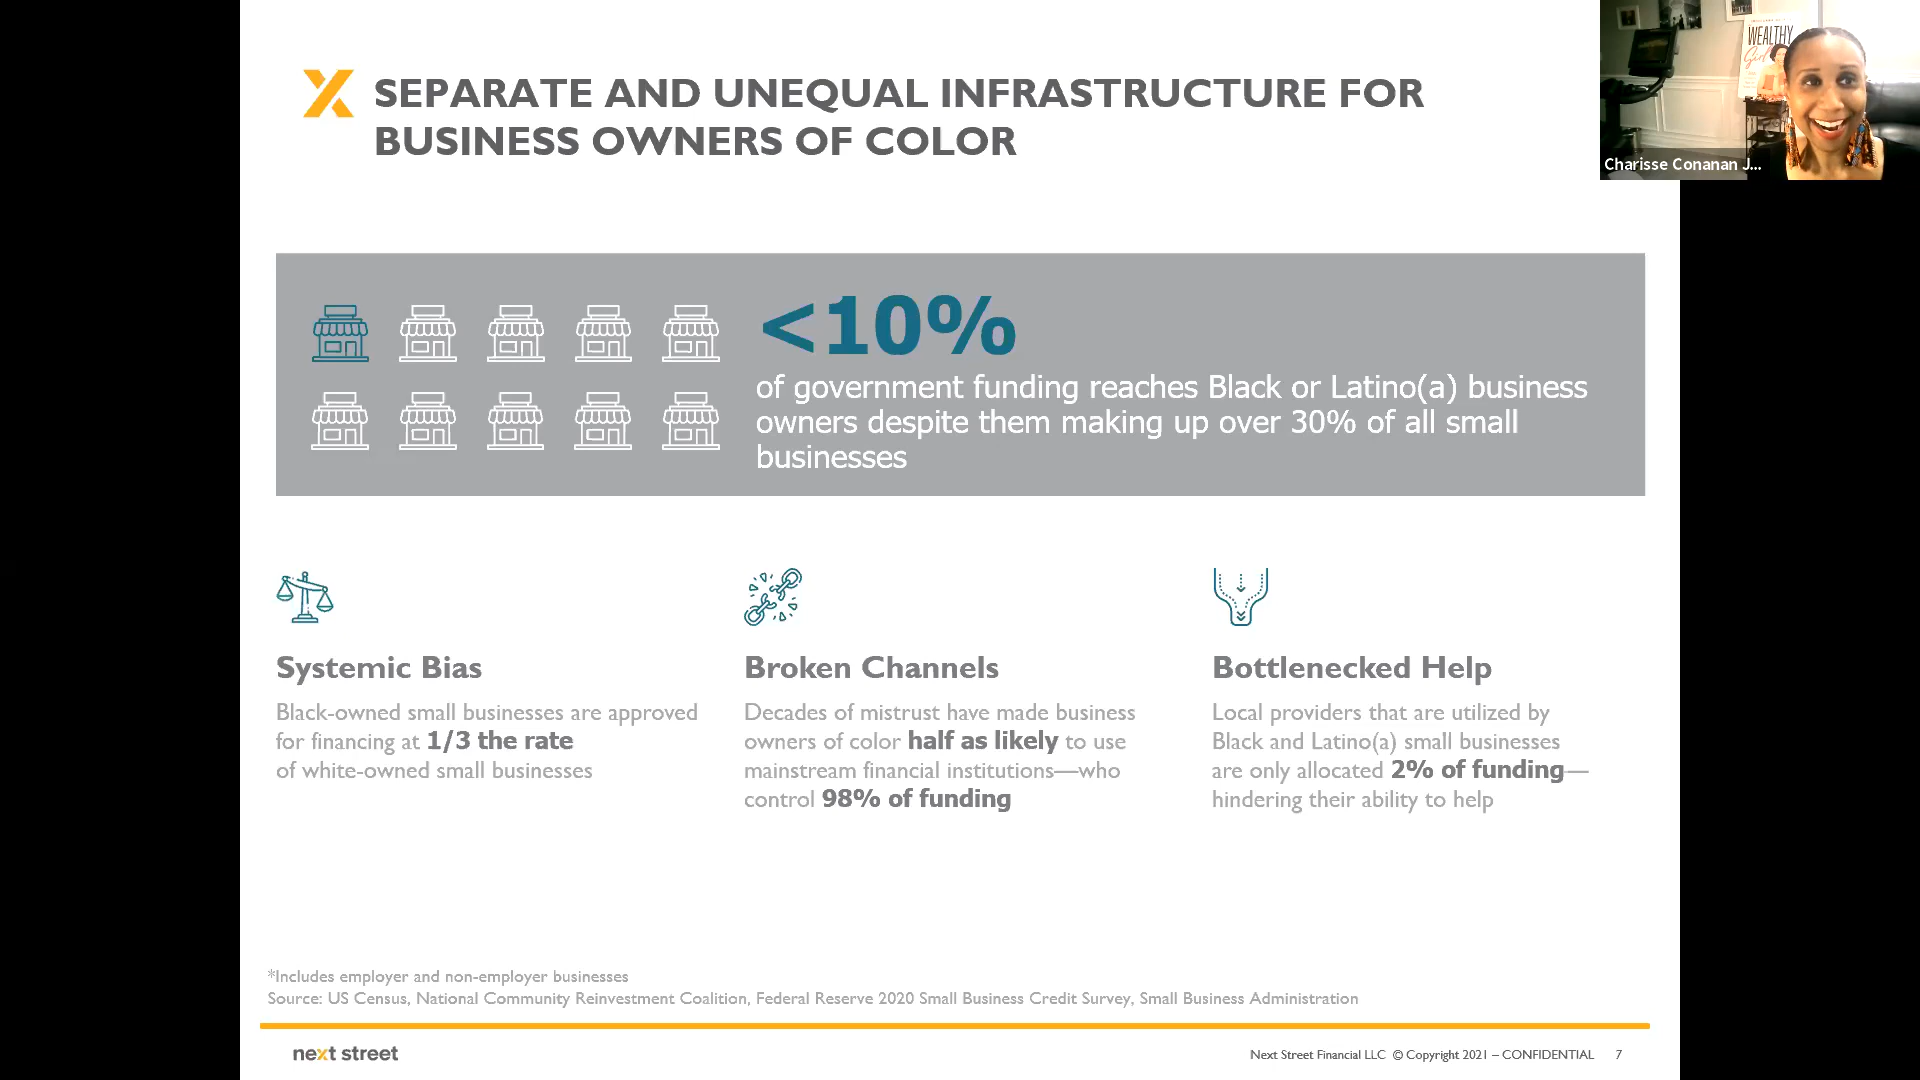 SEPARATE AND UNEQUAL INFRASTRUCTURE FOR
BUSINESS OWNERS OF COLOR
WEALTHY
Girl
Charisse Conanan J...
<10%
of government funding reaches Black or Latino(a) business
owners despite them making up over 30% of all small
businesses
Systemic Bias
Black-owned small businesses are approved
for financing at 1/3 the rate
of white-owned small businesses
Broken Channels
Decades of mistrust have made business
owners of color half as likely to use
mainstream financial institutions—who
control 98% of funding
Bottlenecked Help
Local providers that are utilized by
Black and Latino(a) small businesses
are only allocated 2% of funding—
hindering their ability to help
*Includes employer and non-employer businesses
Source: US Census, National Community Reinvestment Coalition, Federal Reserve 2020 Small Business Credit Survey, Small Business Administration
next street
Next Street Financial LLC © Copyright 2021 – CONFIDENTIAL 7